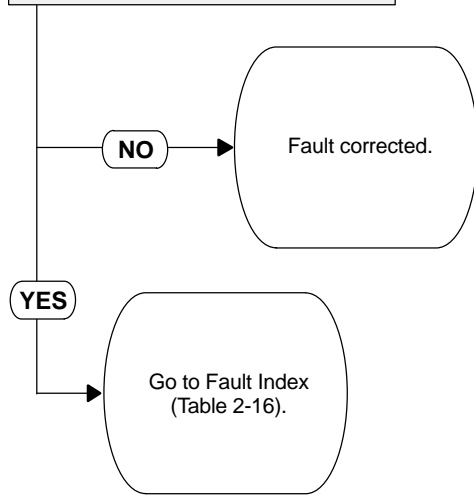 NO
Fault corrected.
YES
Go to Fault Index
(Table 2-16).